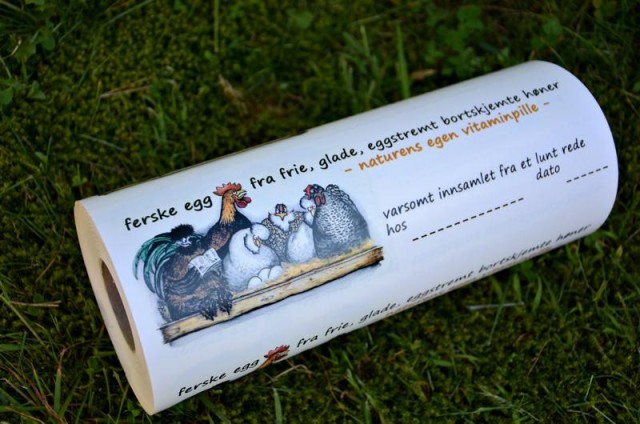 ferske egg fra frie, glade, eggstremt bortskjemte høner
- naturens egen vitaminpille -
varsomt innsamlet fra et lunt rede
hos dato
ferske egg fra frie, glade, eggstremt bortskjemte høner